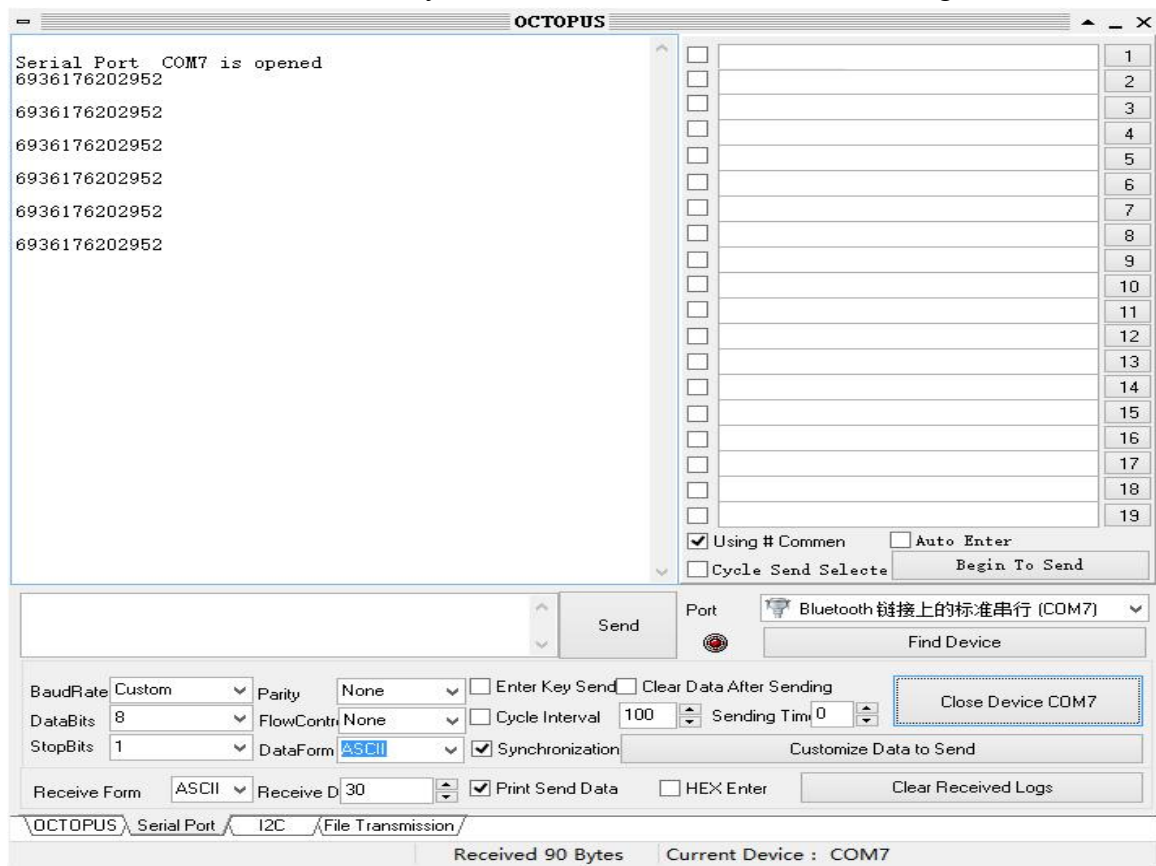 OCTOPUS
Serial Port COM7 is opened
6936176202952
6936176202952
6936176202952
6936176202952
6936176202952
6936176202952
1
2
3
4
5
6
7
8
9
10
11
12
13
14
15
16
17
18
19
Using # Commen Auto Enter
Cycle Send Selecte Begin To Send
Send
Port Bluetooth 链接上的标准串行 (COM7)
Find Device
BaudRate Custom Parity None Enter Key Send Clear Data After Sending Close Device COM7
DataBits 8 FlowContr None Cycle Interval 100 Sending Tim 0
StopBits 1 DataForm ASCII Synchronization Customize Data to Send
Receive Form ASCII Receive D 30 Print Send Data HEX Enter Clear Received Logs
OCTOPUS Serial Port I2C File Transmission
Received 90 Bytes Current Device : COM7